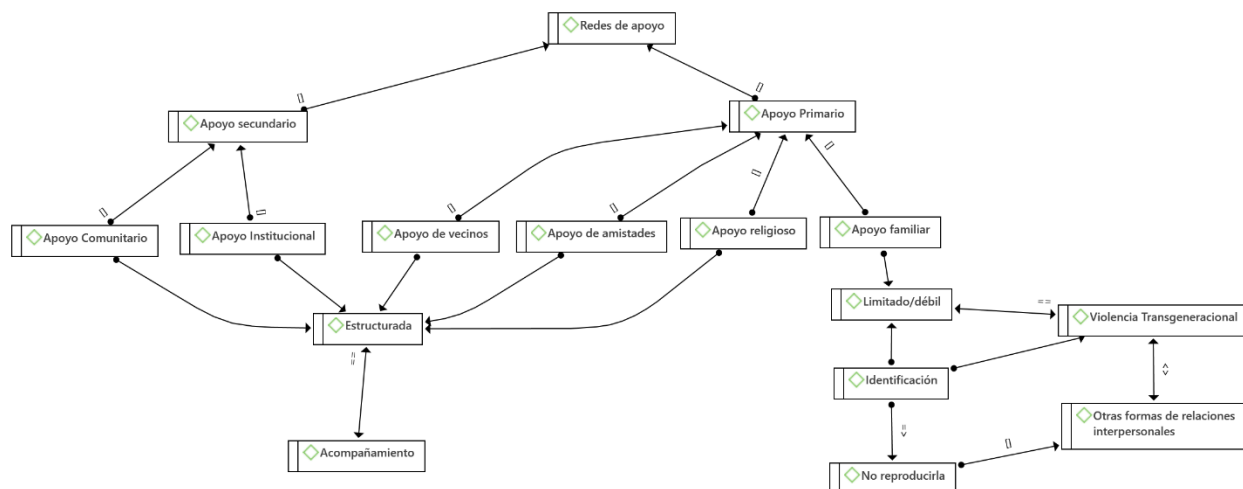 Redes de apoyo
[]
[]
Apoyo secundario
Apoyo Primario
[]
[]
[]
[]
[]
[]
Apoyo Comunitario
Apoyo Institucional
Apoyo de vecinos
Apoyo de amistades
Apoyo religioso
Apoyo familiar
Limitado/débil
==
Violencia Transgeneracional
Estructurada
==
Identificación
<>
=>
Otras formas de relaciones
interpersonales
[]
Acompañamiento
No reproducirla